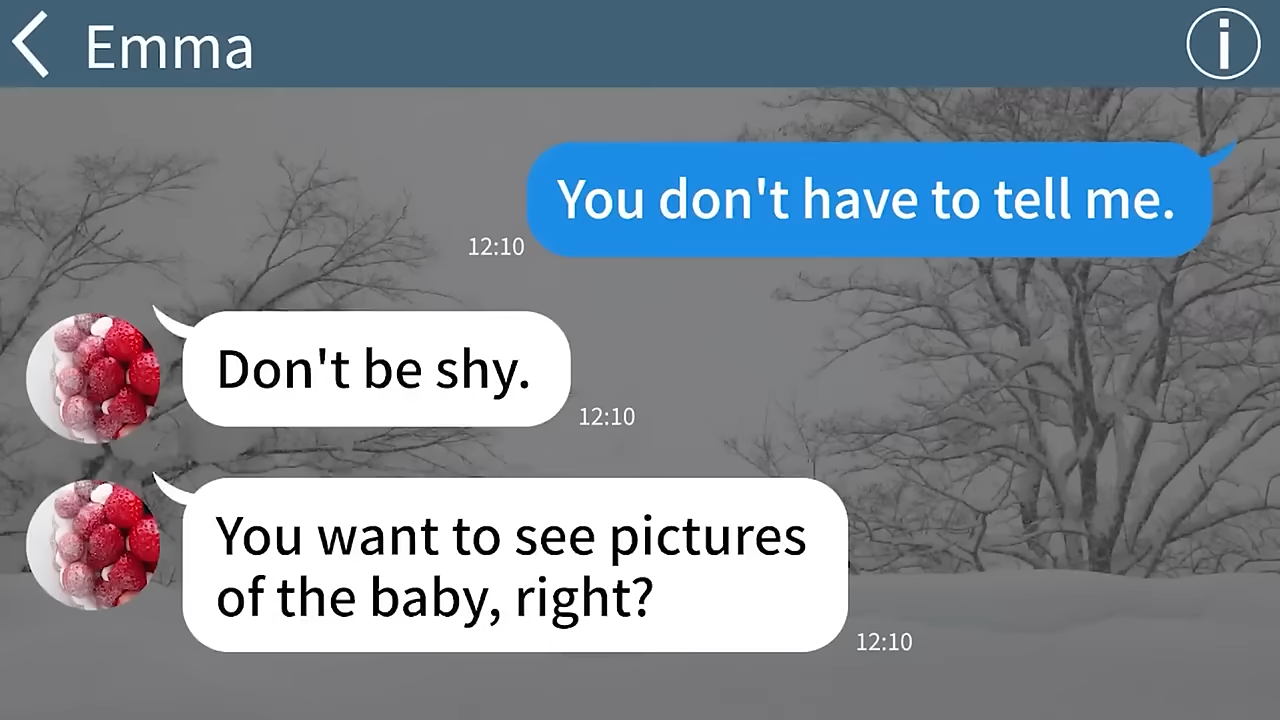 Emma
You don't have to tell me.
12:10
Don't be shy.
12:10
You want to see pictures
of the baby, right?
12:10